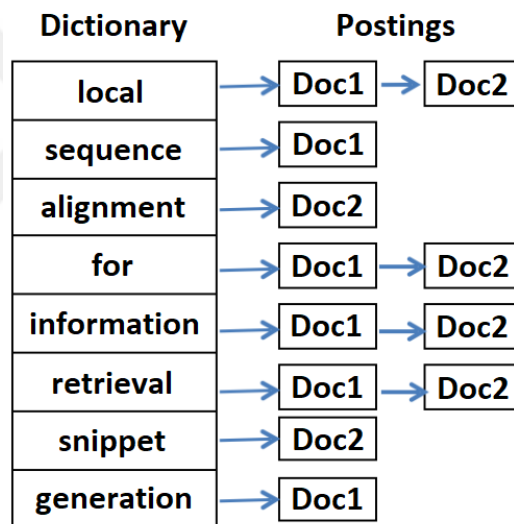 Dictionary Postings
local Doc1 Doc2
sequence Doc1
alignment Doc2
for Doc1 Doc2
information Doc1 Doc2
retrieval Doc1 Doc2
snippet Doc2
generation Doc1